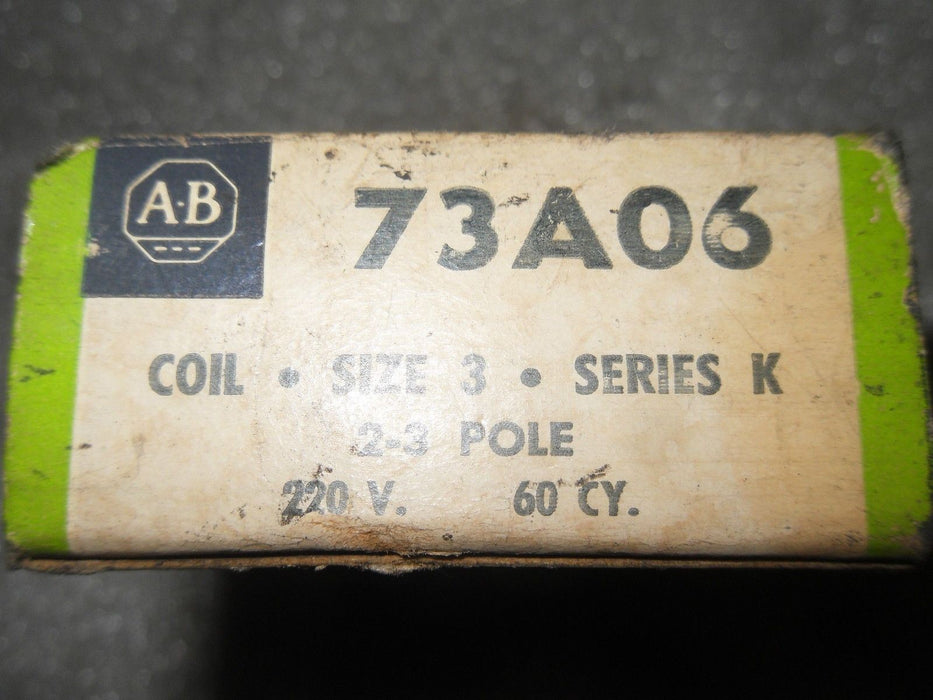 A·B
73A06
COIL • SIZE 3 • SERIES K
2-3 POLE
220 V. 60 CY.